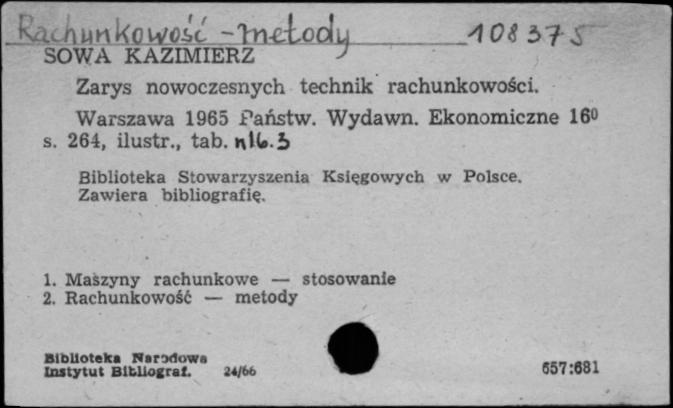 Rachunkowość - metody 108375
SOWA KAZIMIERZ
Zarys nowoczesnych technik rachunkowości.
Warszawa 1965 Państw. Wydawn. Ekonomiczne 16⁰
s. 264, ilustr., tab. nlb. 3
Biblioteka Stowarzyszenia Księgowych w Polsce.
Zawiera bibliografię.
1. Maszyny rachunkowe — stosowanie
2. Rachunkowość — metody
Biblioteka Narodowa
Instytut Bibliograf. 24/66 657:681